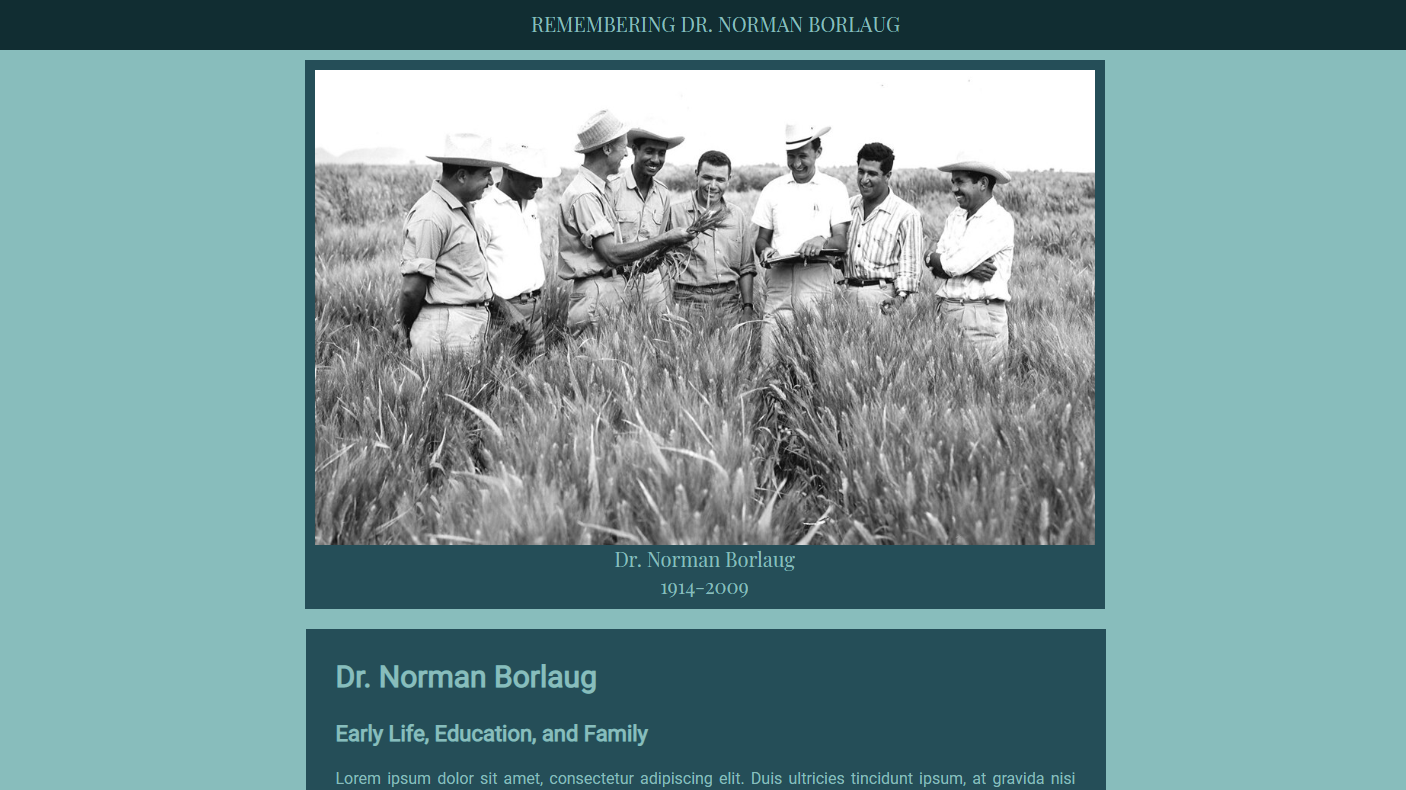 REMEMBERING DR. NORMAN BORLAUG
Dr. Norman Borlaug
1914-2009
Dr. Norman Borlaug
Early Life, Education, and Family
Lorem ipsum dolor sit amet, consectetur adipiscing elit. Duis ultricies tincidunt ipsum, at gravida nisi